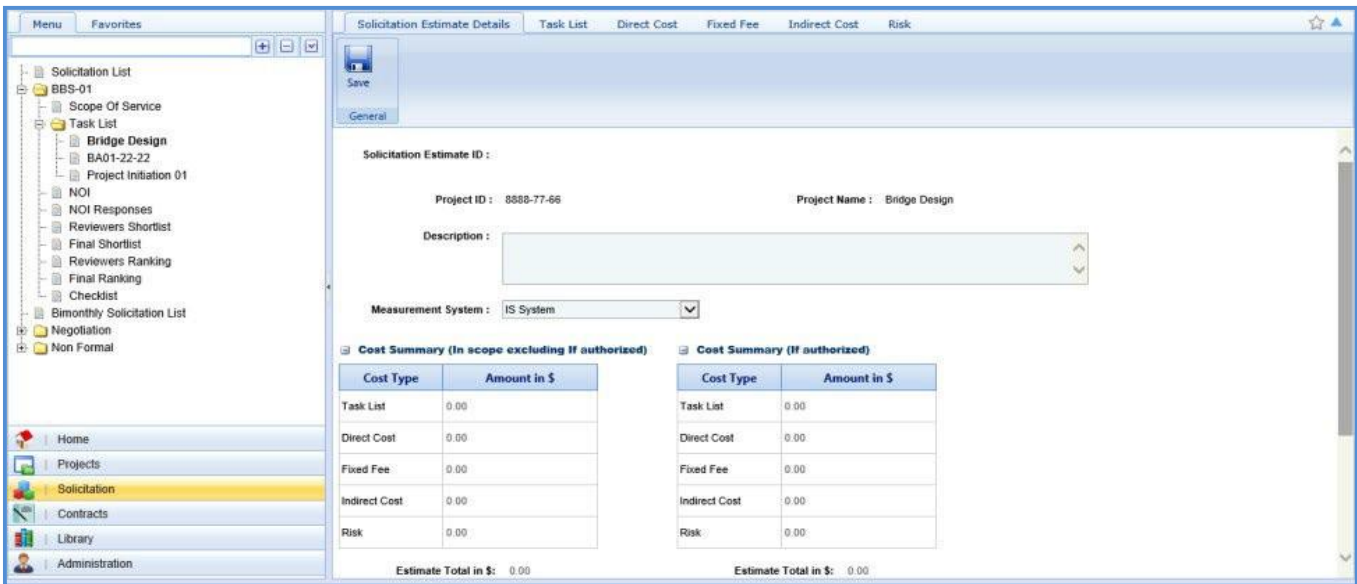 Menu Favorites
Solicitation List
BBS-01
Scope Of Service
Task List
Bridge Design
BA01-22-22
Project Initiation 01
NOI
NOI Responses
Reviewers Shortlist
Final Shortlist
Reviewers Ranking
Final Ranking
Checklist
Bimonthly Solicitation List
Negotiation
Non Formal
Home
Projects
Solicitation
Contracts
Library
Administration
Solicitation Estimate Details Task List Direct Cost Fixed Fee Indirect Cost Risk
Save
General
Solicitation Estimate ID :
Project ID : 8888-77-66 Project Name : Bridge Design
Description :
Measurement System : IS System
Cost Summary (In scope excluding If authorized) Cost Summary (If authorized)
Cost Type Amount in $ Cost Type Amount in $
Task List 0.00 Task List 0.00
Direct Cost 0.00 Direct Cost 0.00
Fixed Fee 0.00 Fixed Fee 0.00
Indirect Cost 0.00 Indirect Cost 0.00
Risk 0.00 Risk 0.00
Estimate Total in $: 0.00 Estimate Total in $: 0.00